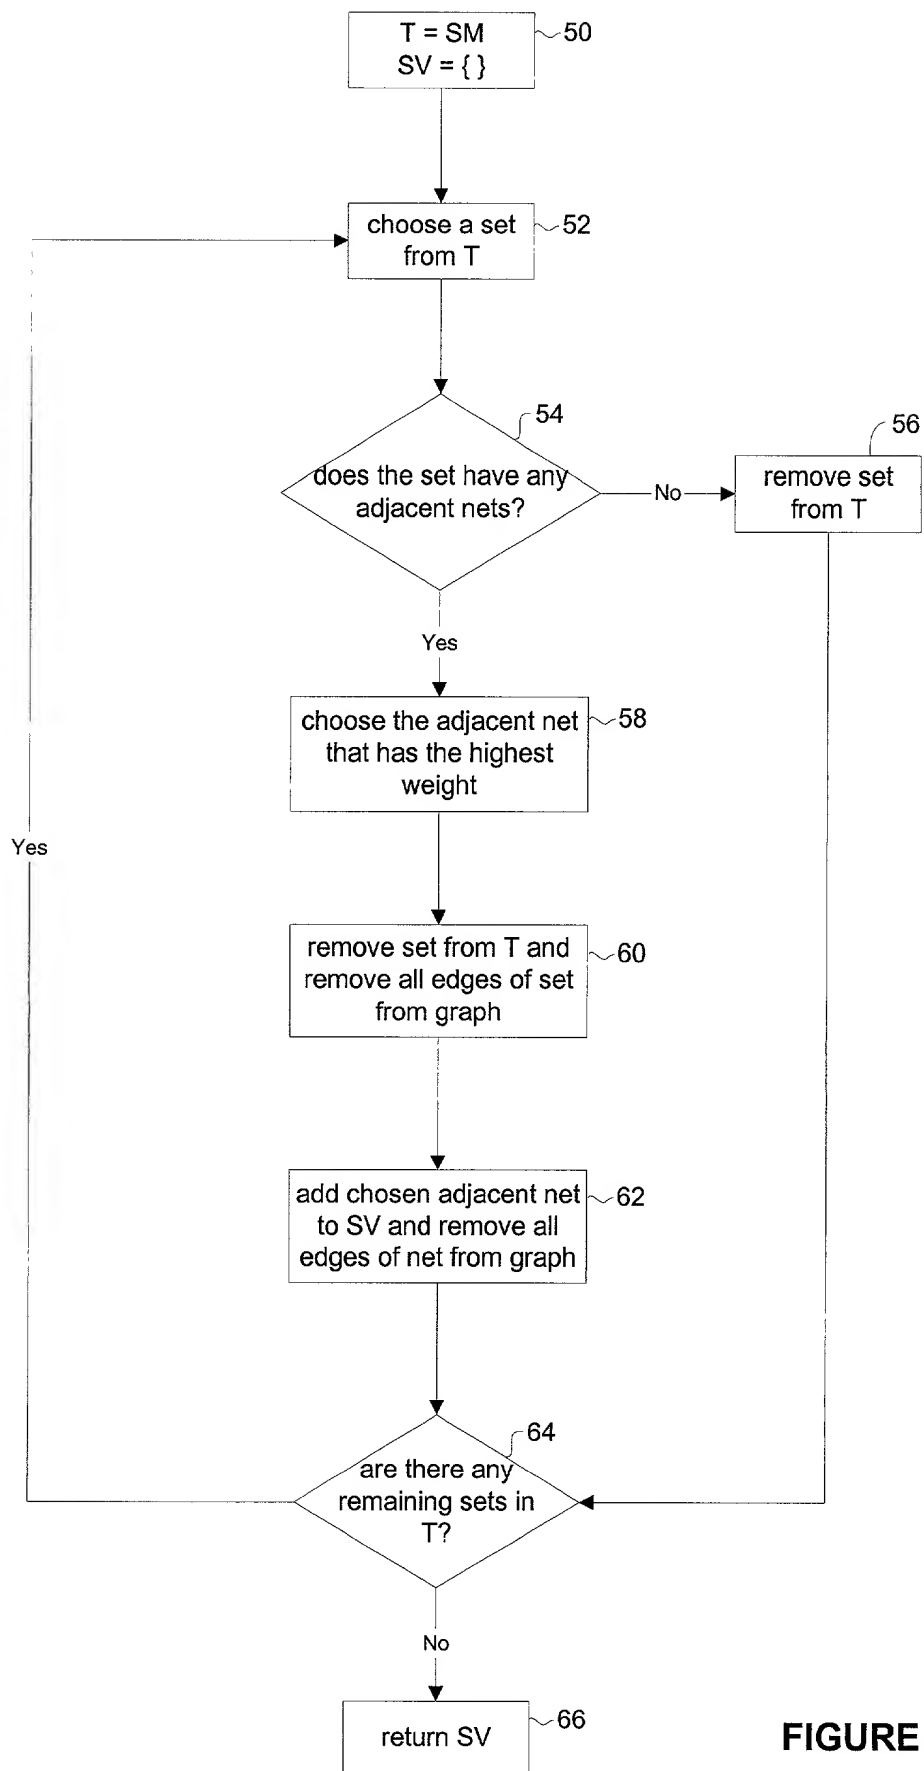 T = SM
SV = { }
50
choose a set
from T
52
54
does the set have any
adjacent nets?
No
56
remove set
from T
Yes
choose the adjacent net
that has the highest
weight
58
Yes
remove set from T and
remove all edges of set
from graph
60
add chosen adjacent net
to SV and remove all
edges of net from graph
62
64
are there any
remaining sets in
T?
No
return SV
66
FIGURE